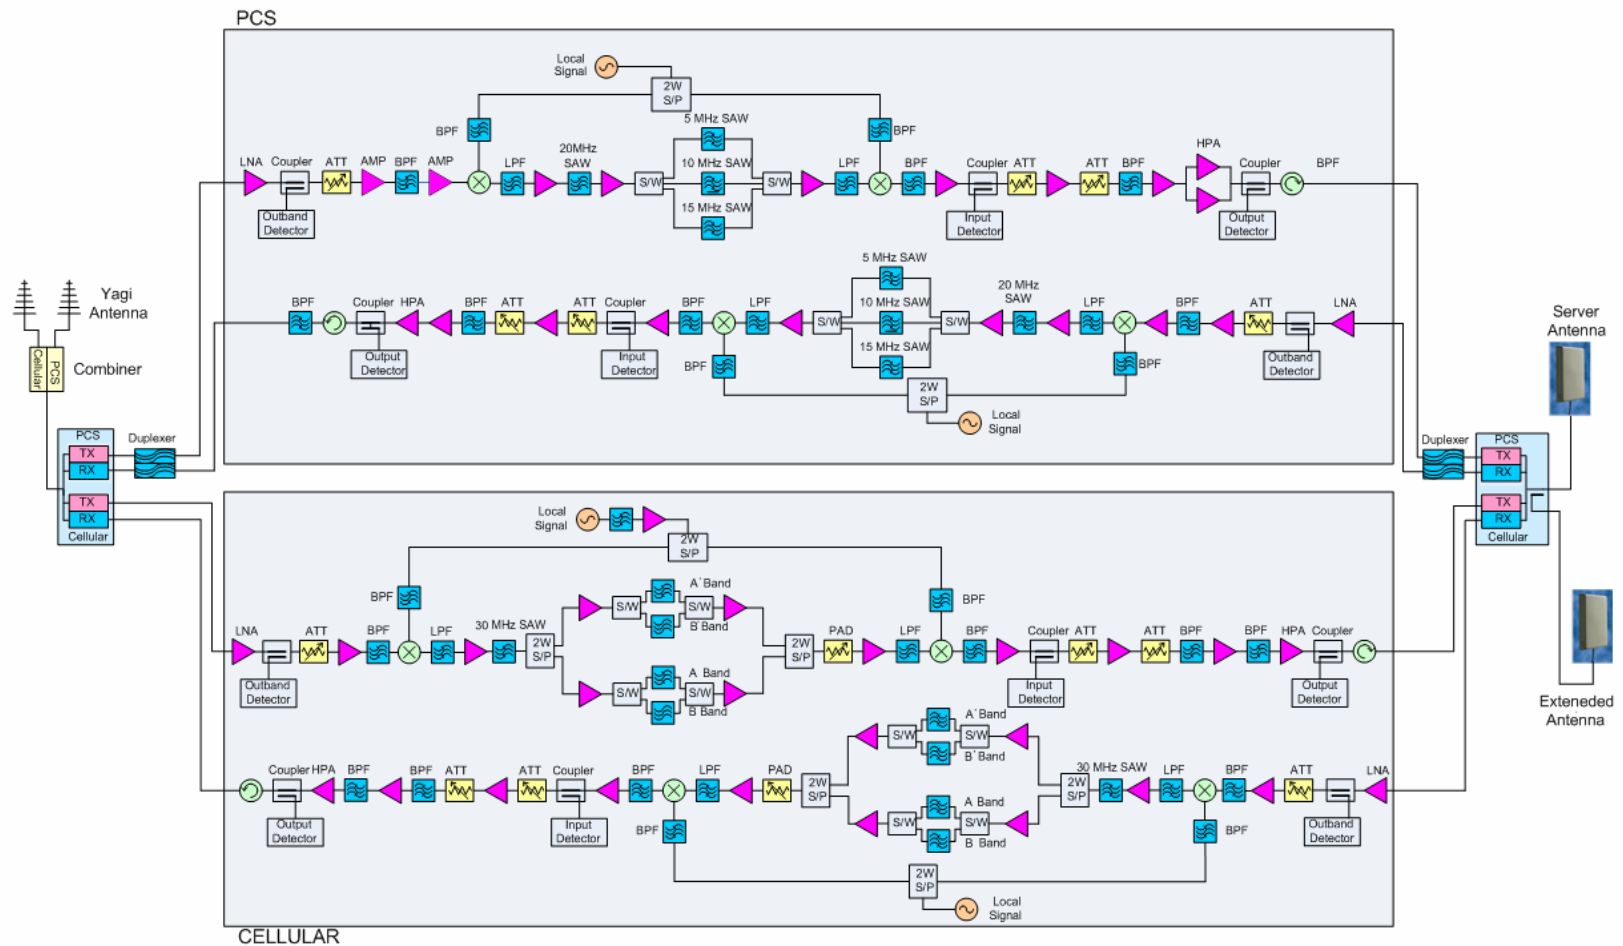 PCS
Local
Signal
2W
S/P
BPF
BPF
5 MHz SAW
10 MHz SAW
15 MHz SAW
LNA
Coupler
ATT
AMP
BPF
AMP
LPF
20MHz
SAW
S/W
S/W
LPF
BPF
Coupler
ATT
ATT
BPF
HPA
Coupler
BPF
Outband
Detector
Input
Detector
Output
Detector
5 MHz SAW
10 MHz SAW
15 MHz SAW
BPF
Coupler
HPA
BPF
ATT
ATT
Coupler
BPF
LPF
S/W
S/W
20 MHz
SAW
LPF
BPF
ATT
LNA
Output
Detector
Input
Detector
BPF
BPF
Outband
Detector
2W
S/P
Local
Signal
Yagi
Antenna
Cellular
PCS
Combiner
PCS
TX
RX
TX
RX
Cellular
Duplexer
Server
Antenna
Duplexer
PCS
TX
RX
TX
RX
Cellular
Exteneded
Antenna
Local
Signal
2W
S/P
BPF
BPF
A`Band
S/W
S/W
B`Band
LNA
ATT
BPF
LPF
30 MHz SAW
2W
S/P
2W
S/P
PAD
LPF
BPF
Coupler
ATT
ATT
BPF
BPF
HPA
Coupler
A Band
S/W
S/W
B Band
Outband
Detector
Input
Detector
Output
Detector
A`Band
S/W
S/W
B`Band
Coupler
HPA
BPF
BPF
ATT
ATT
Coupler
BPF
LPF
PAD
2W
S/P
2W
S/P
30 MHz SAW
LPF
BPF
ATT
LNA
A Band
S/W
S/W
B Band
Output
Detector
Input
Detector
BPF
BPF
Outband
Detector
2W
S/P
Local
Signal
CELLULAR